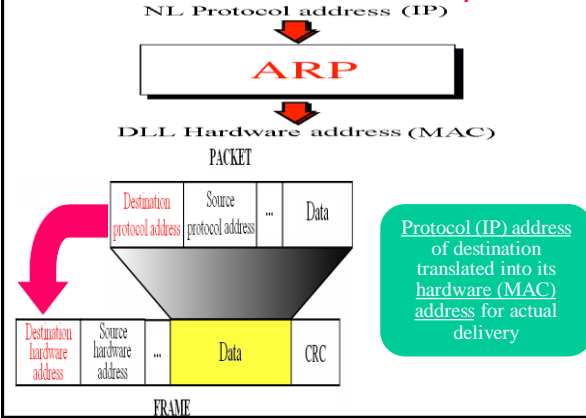 NL Protocol address (IP)
ARP
DLL Hardware address (MAC)
PACKET
Destination protocol address
Source protocol address
...
Data
Protocol (IP) address
of destination
translated into its
hardware (MAC)
address for actual
delivery
Destination hardware address
Source hardware address
...
Data
CRC
FRAME